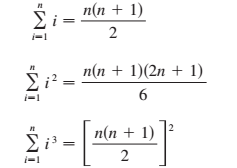 ∑_{i=1}^{n} i = n(n + 1) / 2
∑_{i=1}^{n} i² = n(n + 1)(2n + 1) / 6
∑_{i=1}^{n} i³ = [n(n + 1) / 2]²